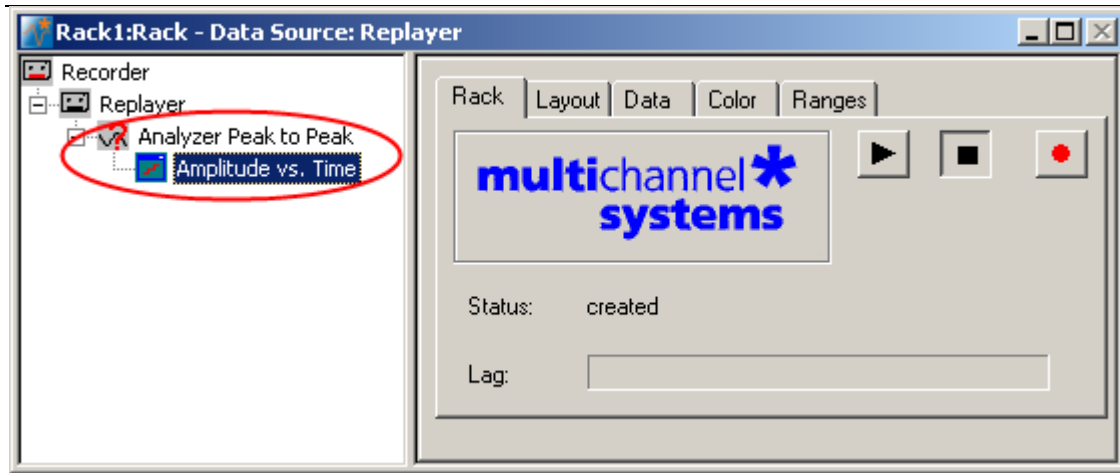 Rack1:Rack - Data Source: Replayer
Recorder
Replayer
Analyzer Peak to Peak
Amplitude vs. Time
Rack Layout Data Color Ranges
multichannel*
systems
Status: created
Lag: